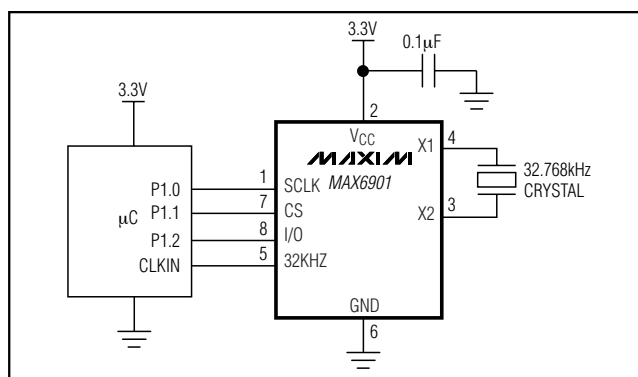 3.3V
0.1µF
3.3V
2
VCC
MAXIM
MAX6901
X1
4
32.768kHz
CRYSTAL
X2
3
µC
P1.0
1
SCLK
P1.1
7
CS
P1.2
8
I/O
CLKIN
5
32KHZ
GND
6